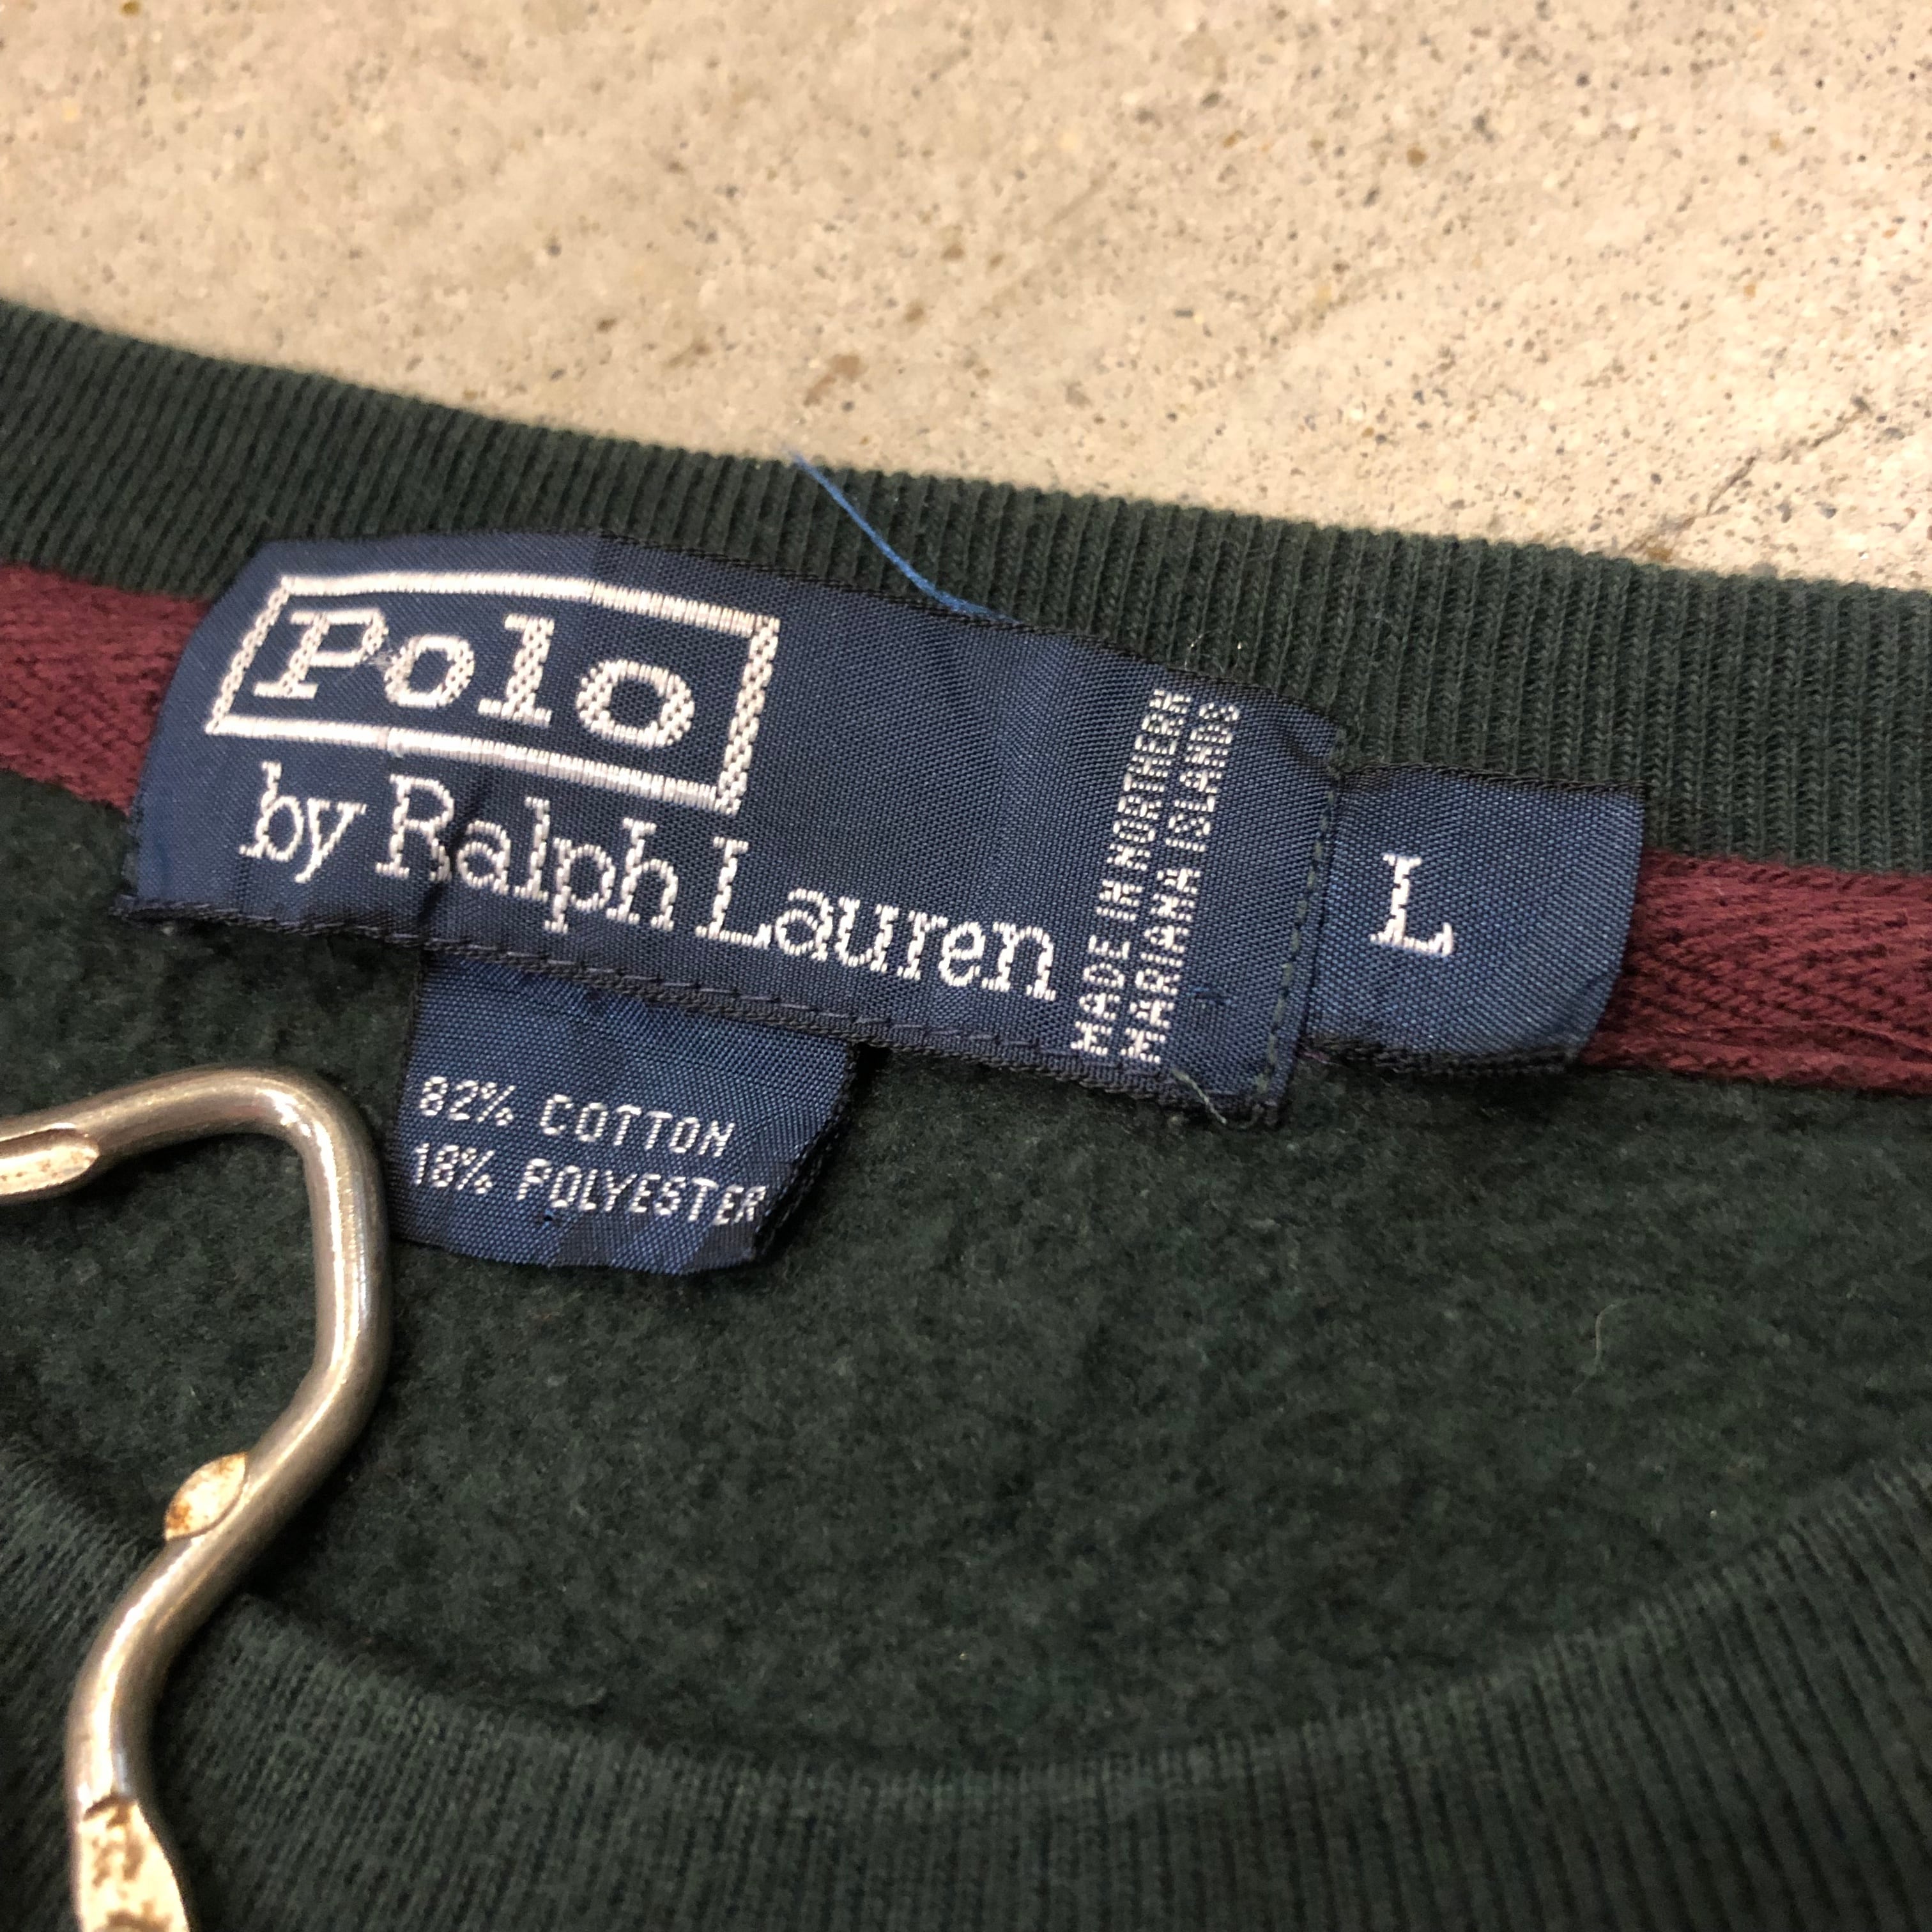 Polo
by Ralph Lauren
MADE IN NORTHERN
MARIANA ISLANDS
L
82% COTTON
18% POLYESTER